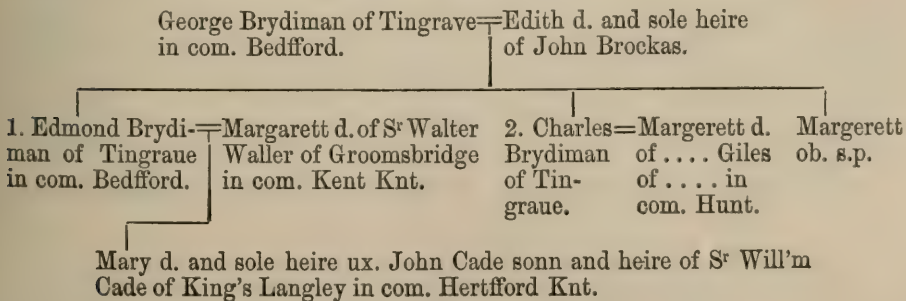 George Brydiman of Tingrave=Edith d. and sole heire
in com. Bedfford. of John Brockas.
1. Edmond Brydi-=Margarett d. of Sr Walter
man of Tingraue Waller of Groomsbridge
in com. Bedfford. in com. Kent Knt.
2. Charles=Margerett d.
Brydiman of .... Giles
of Tin- of .... in
graue. com. Hunt.
Margerett
ob. s.p.
Mary d. and sole heire ux. John Cade sonn and heire of Sr Will'm
Cade of King's Langley in com. Hertfford Knt.